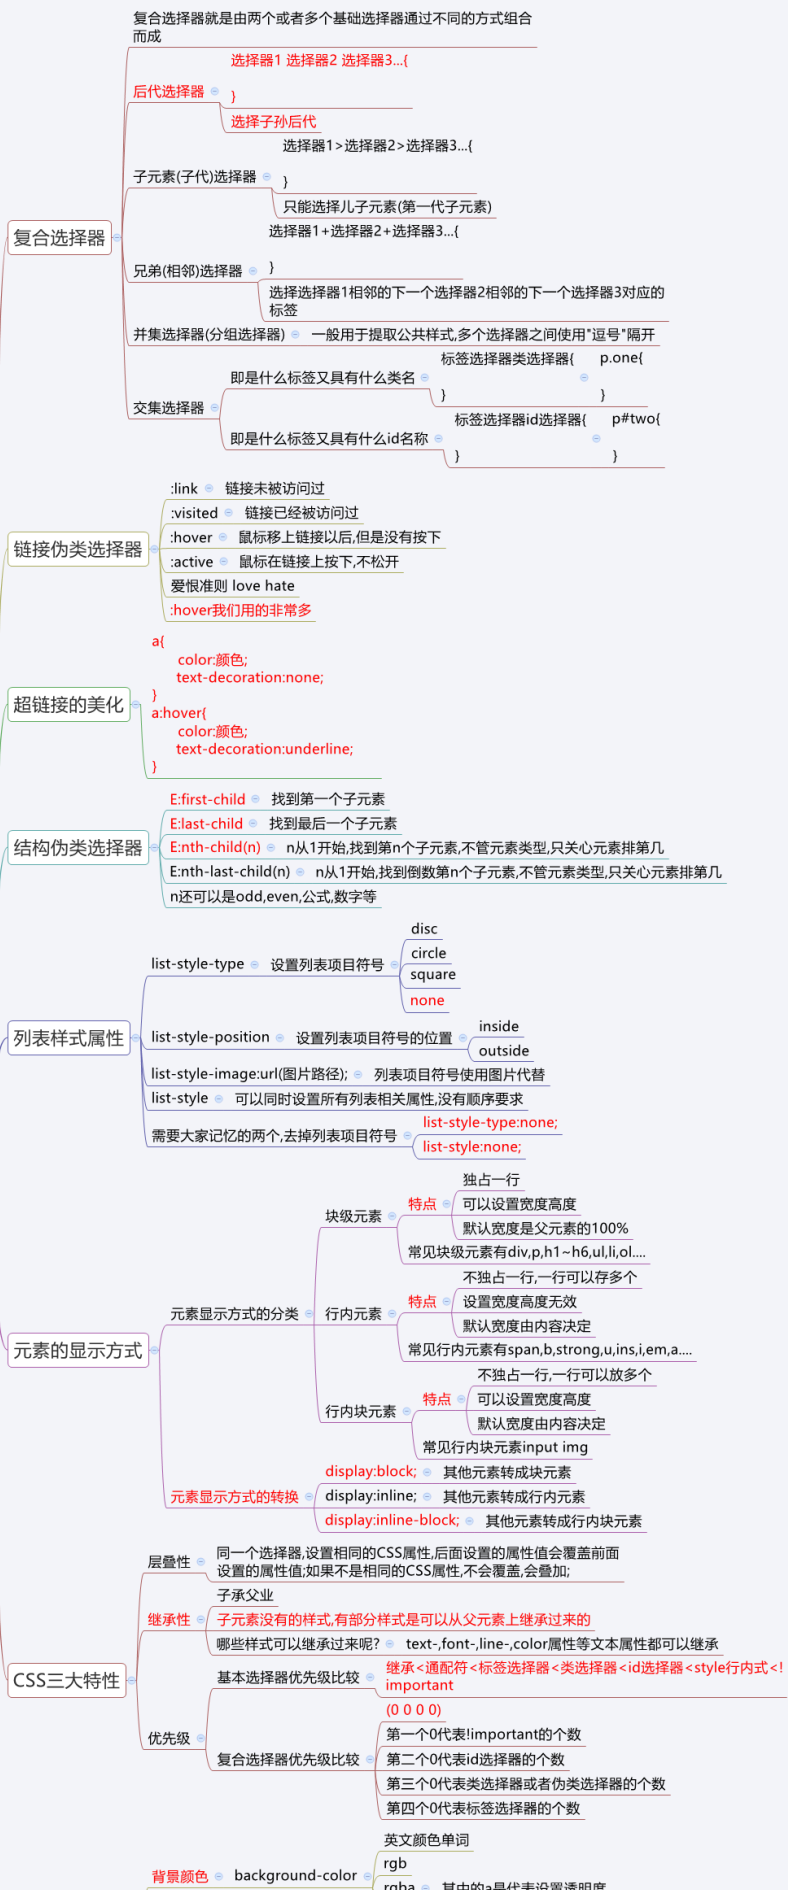 复合选择器
复合选择器就是由两个或者多个基础选择器通过不同的方式组合
而成
后代选择器
选择器1 选择器2 选择器3...{
}
选择子孙后代
子元素(子代)选择器
选择器1>选择器2>选择器3...{
}
只能选择儿子元素(第一代子元素)
兄弟(相邻)选择器
选择器1+选择器2+选择器3...{
}
选择选择器1相邻的下一个选择器2相邻的下一个选择器3对应的
标签
并集选择器(分组选择器)
一般用于提取公共样式,多个选择器之间使用"逗号"隔开
交集选择器
即是什么标签又具有什么类名
标签选择器类选择器{
}
p.one{
}
即是什么标签又具有什么id名称
标签选择器id选择器{
}
p#two{
}
链接伪类选择器
:link
链接未被访问过
:visited
链接已经被访问过
:hover
鼠标移上链接以后,但是没有按下
:active
鼠标在链接上按下,不松开
爱恨准则 love hate
:hover我们用的非常多
超链接的美化
a{
color:颜色;
text-decoration:none;
}
a:hover{
color:颜色;
text-decoration:underline;
}
结构伪类选择器
E:first-child
找到第一个子元素
E:last-child
找到最后一个子元素
E:nth-child(n)
n从1开始,找到第n个子元素,不管元素类型,只关心元素排第几
E:nth-last-child(n)
n从1开始,找到倒数第n个子元素,不管元素类型,只关心元素排第几
n还可以是odd,even,公式,数字等
列表样式属性
list-style-type
设置列表项目符号
disc
circle
square
none
list-style-position
设置列表项目符号的位置
inside
outside
list-style-image:url(图片路径);
列表项目符号使用图片代替
list-style
可以同时设置所有列表相关属性,没有顺序要求
需要大家记忆的两个,去掉列表项目符号
list-style-type:none;
list-style:none;
元素的显示方式
元素显示方式的分类
块级元素
特点
独占一行
可以设置宽度高度
默认宽度是父元素的100%
常见块级元素有div,p,h1~h6,ul,li,ol....
行内元素
特点
不独占一行,一行可以存多个
设置宽度高度无效
默认宽度由内容决定
常见行内元素有span,b,strong,u,ins,i,em,a....
行内块元素
特点
不独占一行,一行可以放多个
可以设置宽度高度
默认宽度由内容决定
常见行内块元素input img
元素显示方式的转换
display:block;
其他元素转成块元素
display:inline;
其他元素转成行内元素
display:inline-block;
其他元素转成行内块元素
CSS三大特性
层叠性
同一个选择器,设置相同的CSS属性,后面设置的属性值会覆盖前面
设置的属性值;如果不是相同的CSS属性,不会覆盖,会叠加;
继承性
子承父业
子元素没有的样式,有部分样式是可以从父元素上继承过来的
哪些样式可以继承过来呢?
text-,font-,line-,color属性等文本属性都可以继承
优先级
基本选择器优先级比较
继承<通配符<标签选择器<类选择器<id选择器<style行内式<!
important
复合选择器优先级比较
(0 0 0 0)
第一个0代表!important的个数
第二个0代表id选择器的个数
第三个0代表类选择器或者伪类选择器的个数
第四个0代表标签选择器的个数
背景颜色
background-color
英文颜色单词
rgb
rgba
其中的a是代表设置透明度